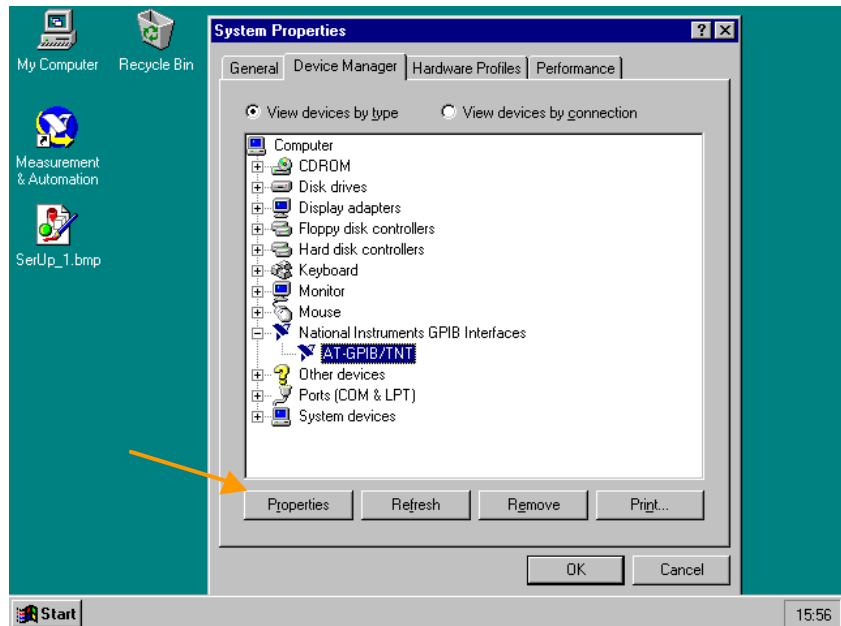 My Computer
Recycle Bin
Measurement
& Automation
SerUp_1.bmp
System Properties
General Device Manager Hardware Profiles Performance
View devices by type View devices by connection
Computer
CDROM
Disk drives
Display adapters
Floppy disk controllers
Hard disk controllers
Keyboard
Monitor
Mouse
National Instruments GPIB Interfaces
AT-GPIB/TNT
Other devices
Ports (COM & LPT)
System devices
Properties Refresh Remove Print...
OK Cancel
Start 15:56